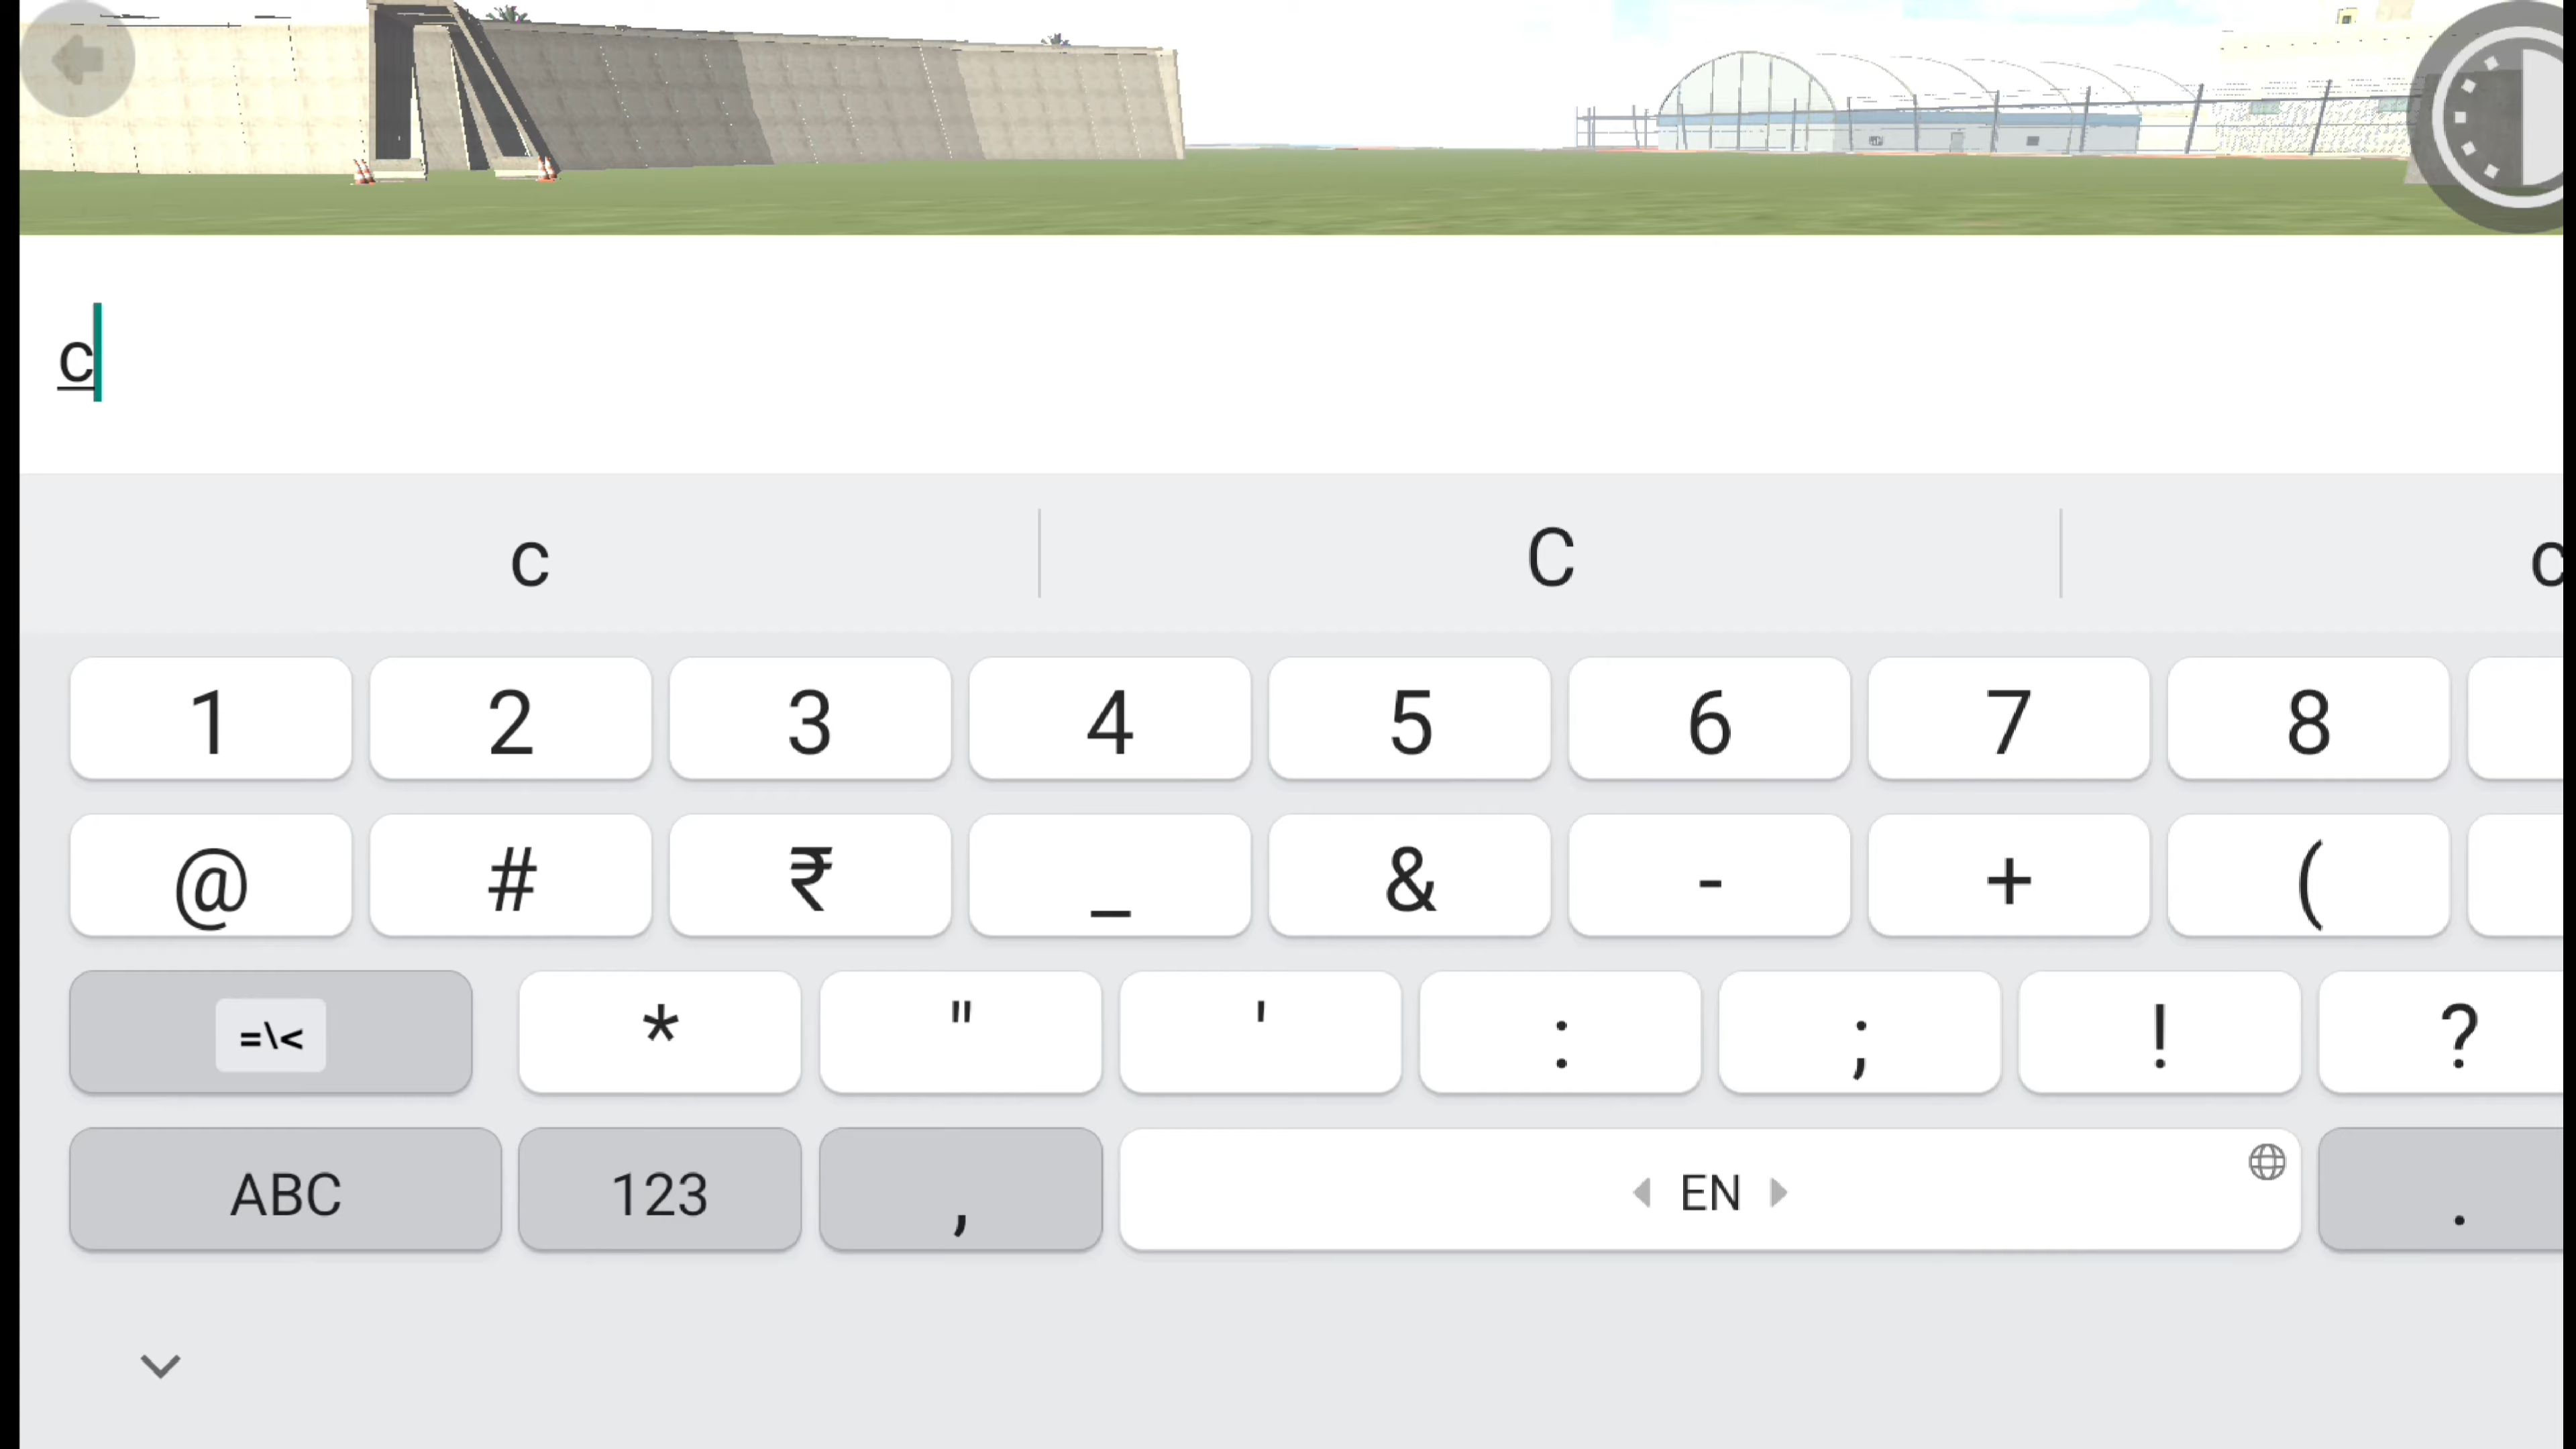 c
c C c
1 2 3 4 5 6 7 8
@ # ₹ _ & - + (
=\< * " ' : ; ! ?
ABC 123 , EN .